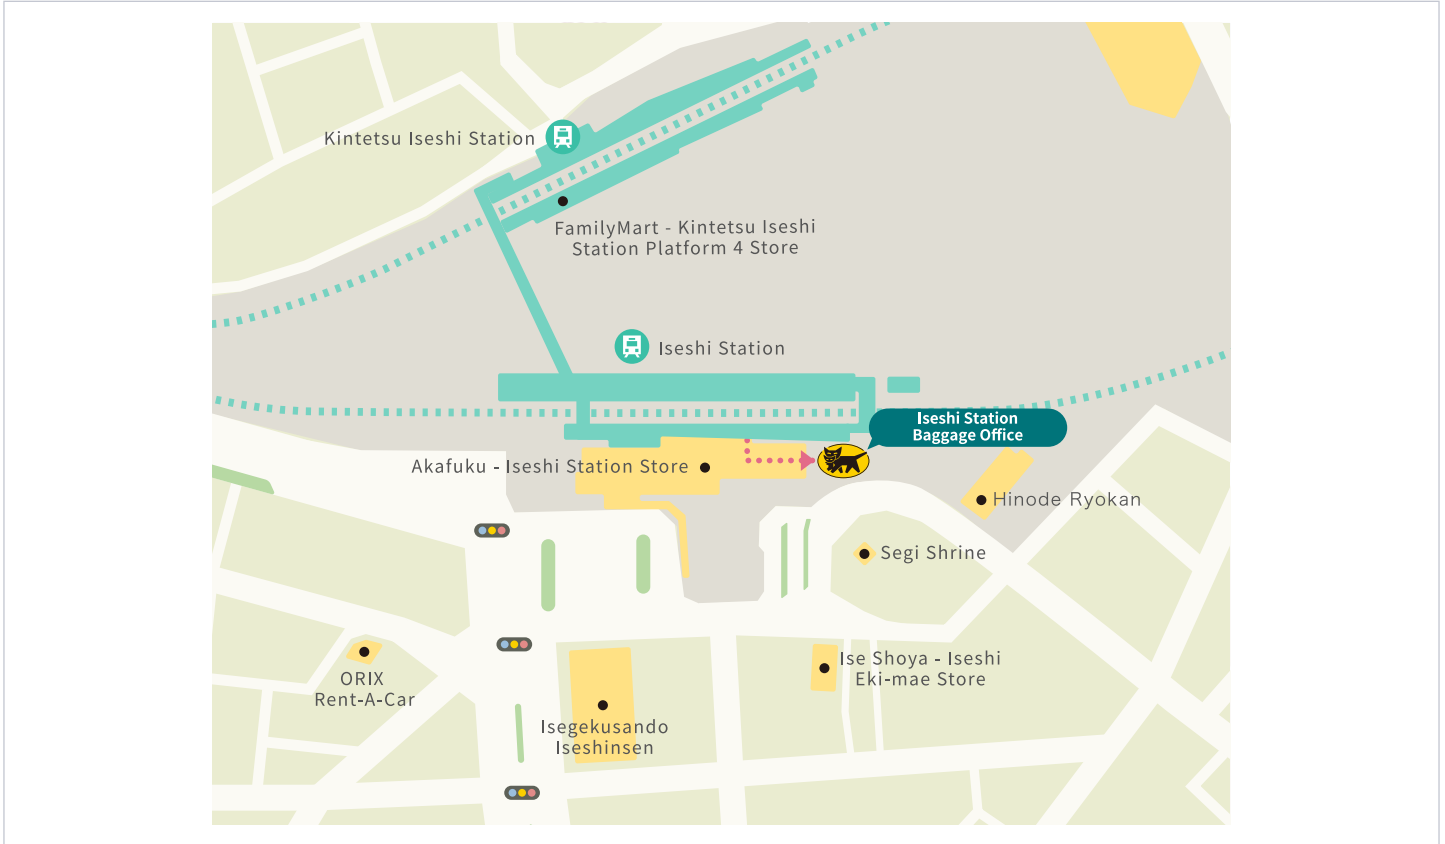 Kintetsu Iseshi Station
FamilyMart - Kintetsu Iseshi
Station Platform 4 Store
Iseshi Station
Iseshi Station
Baggage Office
Akafuku - Iseshi Station Store
Hinode Ryokan
Segi Shrine
ORIX
Rent-A-Car
Ise Shoya - Iseshi
Eki-mae Store
Isegekusando
Iseshinsen